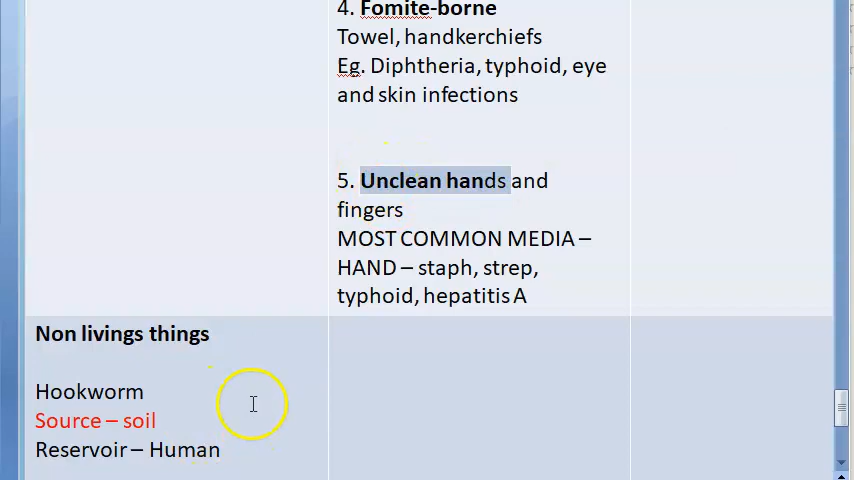 4. Fomite-borne
Towel, handkerchiefs
Eg. Diphtheria, typhoid, eye
and skin infections
5. Unclean hands and
fingers
MOST COMMON MEDIA –
HAND – staph, strep,
typhoid, hepatitis A
Non livings things
Hookworm
Source – soil
Reservoir – Human